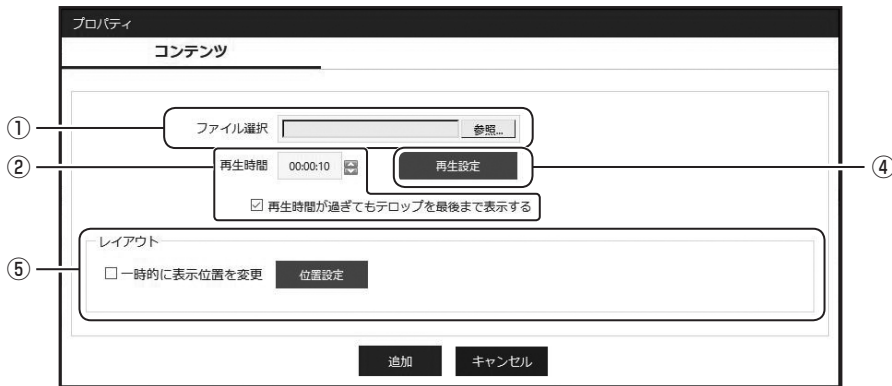 プロパティ
コンテンツ
① ファイル選択 参照...
② 再生時間 00:00:10 再生設定 ④
☑ 再生時間が過ぎてもテロップを最後まで表示する
レイアウト
⑤ □ 一時的に表示位置を変更 位置設定
追加 キャンセル